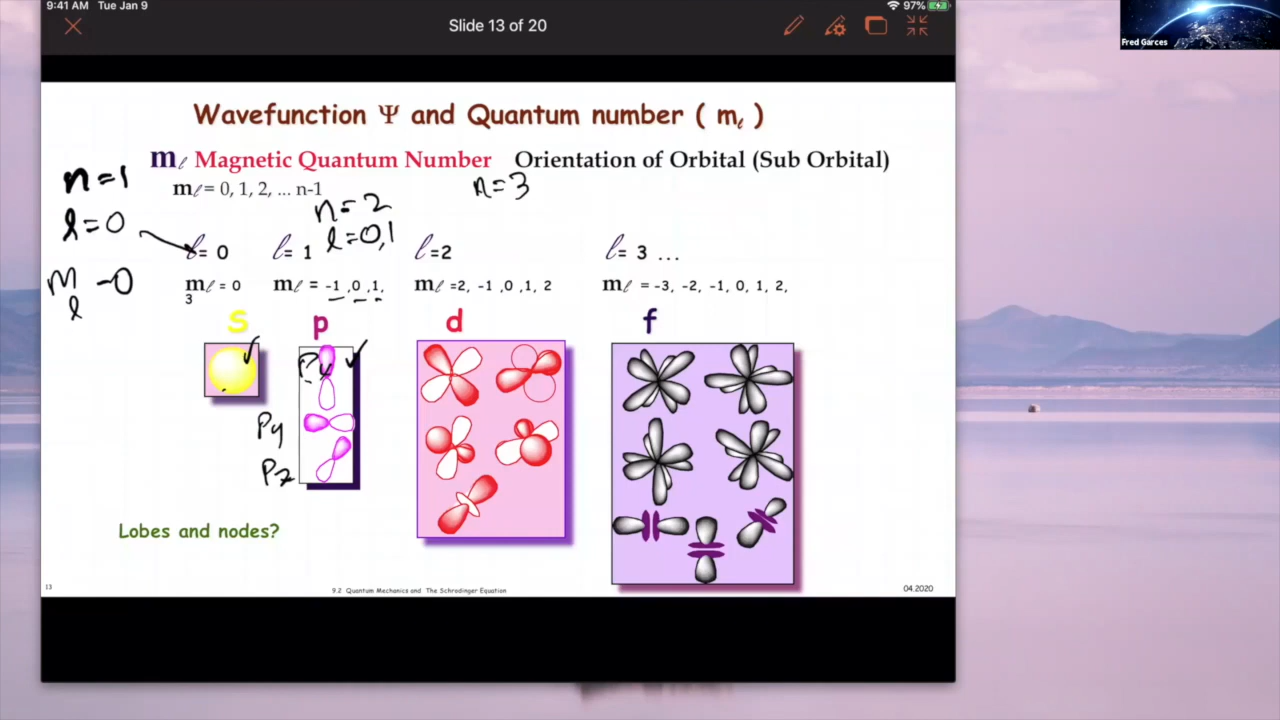 9:41 AM Tue Jan 9
97%
Slide 13 of 20
Fred Garces
Wavefunction Ψ and Quantum number ( mℓ )
mℓ Magnetic Quantum Number Orientation of Orbital (Sub Orbital)
mℓ = 0, 1, 2, ... n-1
n=1
n=2
n=3
l=0
l=0,1
ℓ= 0
ℓ= 1
ℓ=2
ℓ= 3 ...
mℓ = 0
mℓ = -1 ,0 ,1,
mℓ =2, -1 ,0 ,1, 2
mℓ = -3, -2, -1, 0, 1, 2,
3
ml -0
s
p
d
f
Py
Pz
Lobes and nodes?
13
9.2 Quantum Mechanics and The Schrodinger Equation
04.2020